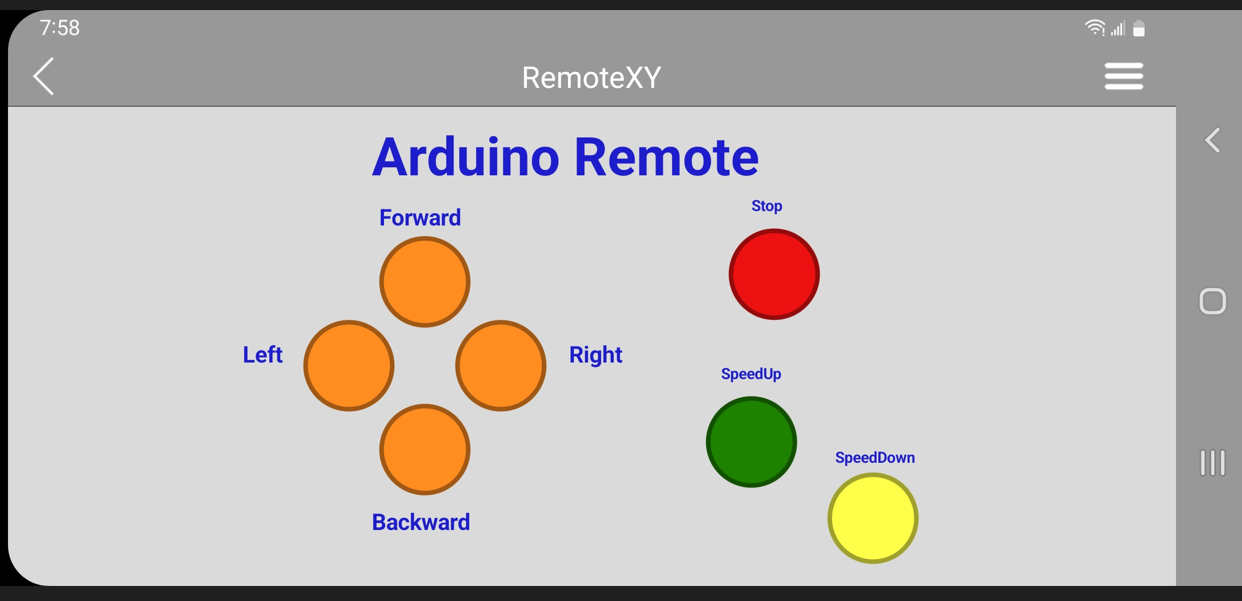 7:58
RemoteXY
Arduino Remote
Forward
Stop
Left
Right
SpeedUp
SpeedDown
Backward